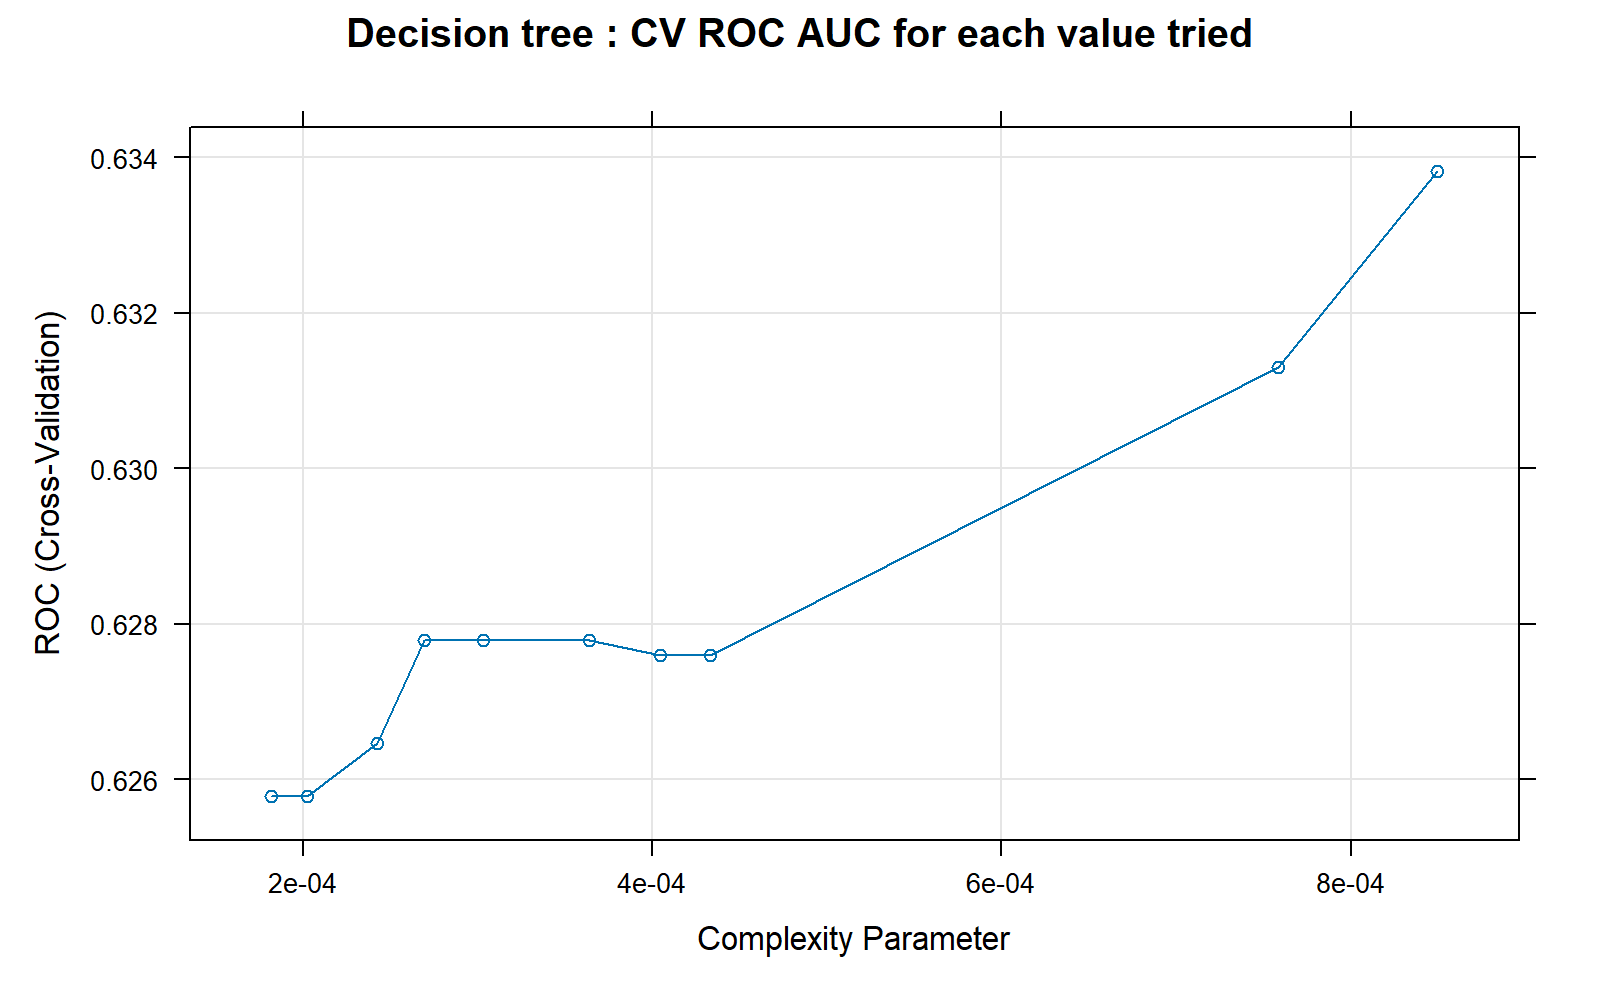 Decision tree : CV ROC AUC for each value tried
0.634
0.632
0.630
0.628
0.626
ROC (Cross-Validation)
2e-04 4e-04 6e-04 8e-04
Complexity Parameter